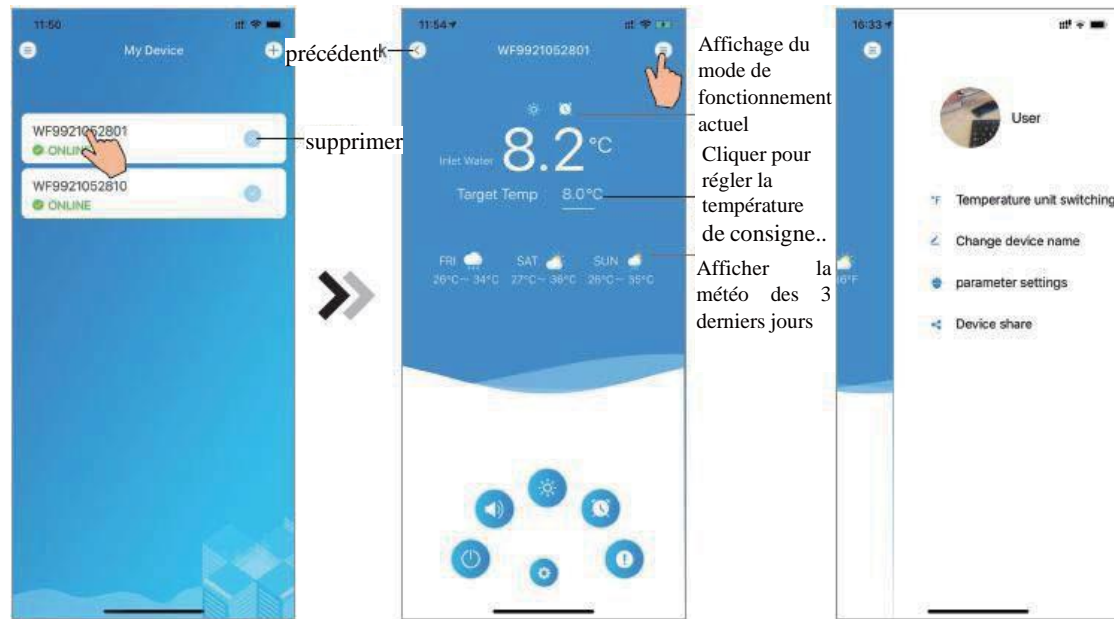 11:50
My Device
WF9921052801
ONLINE
WF9921052810
ONLINE
précédent
supprimer
11:54
WF9921052801
8.2°C
Inlet Water
Target Temp 8.0°C
FRI SAT SUN
26°C~ 34°C 27°C~ 36°C 26°C~ 35°C
Affichage du
mode de
fonctionnement
actuel
Cliquer pour
régler la
température
de consigne..
Afficher la
météo des 3
derniers jours
16:33
User
°F Temperature unit switching
Change device name
parameter settings
Device share